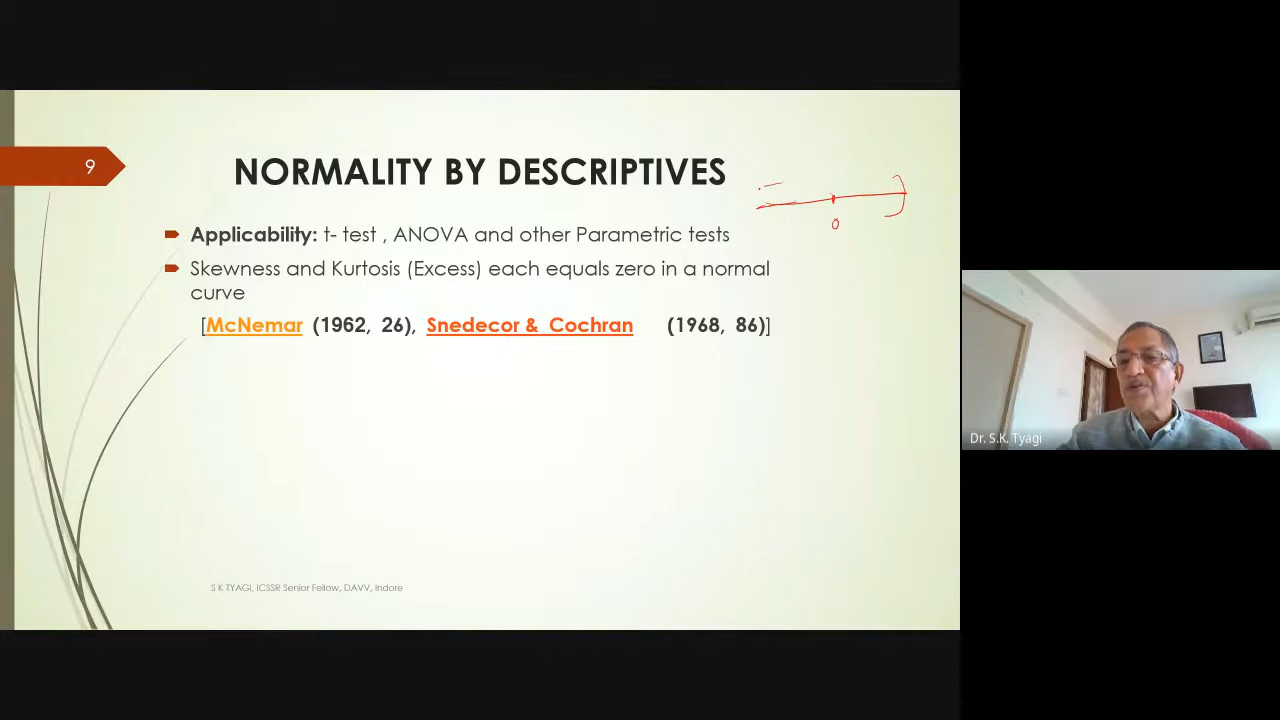 9
NORMALITY BY DESCRIPTIVES
Applicability: t- test , ANOVA and other Parametric tests
0
Skewness and Kurtosis (Excess) each equals zero in a normal
curve
[McNemar (1962, 26), Snedecor & Cochran (1968, 86)]
S K TYAGI, ICSSR Senior Fellow, DAVV, Indore
Dr. S.K. Tyagi